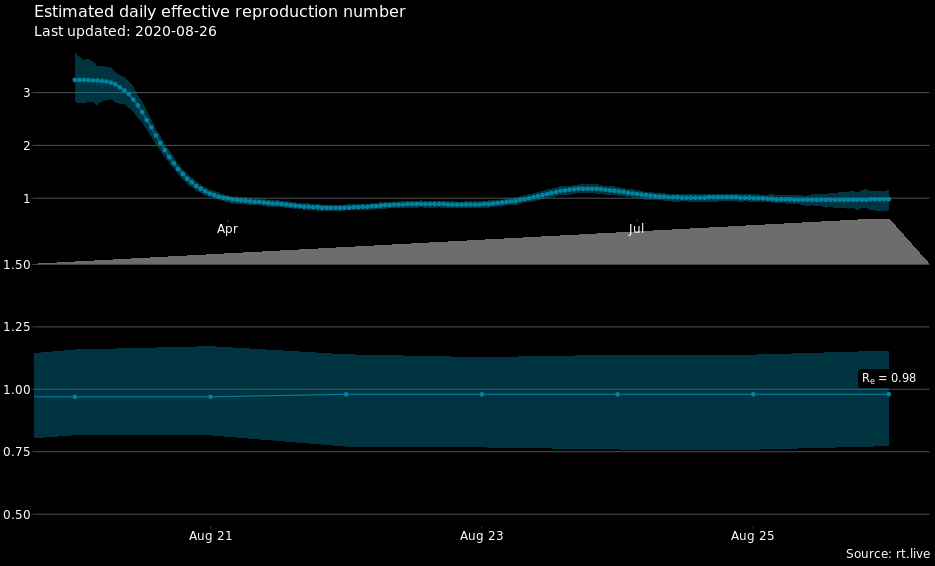 Estimated daily effective reproduction number
Last updated: 2020-08-26
3
2
1
Apr
Jul
1.50
1.25
1.00
0.75
0.50
Rₑ = 0.98
Aug 21
Aug 23
Aug 25
Source: rt.live